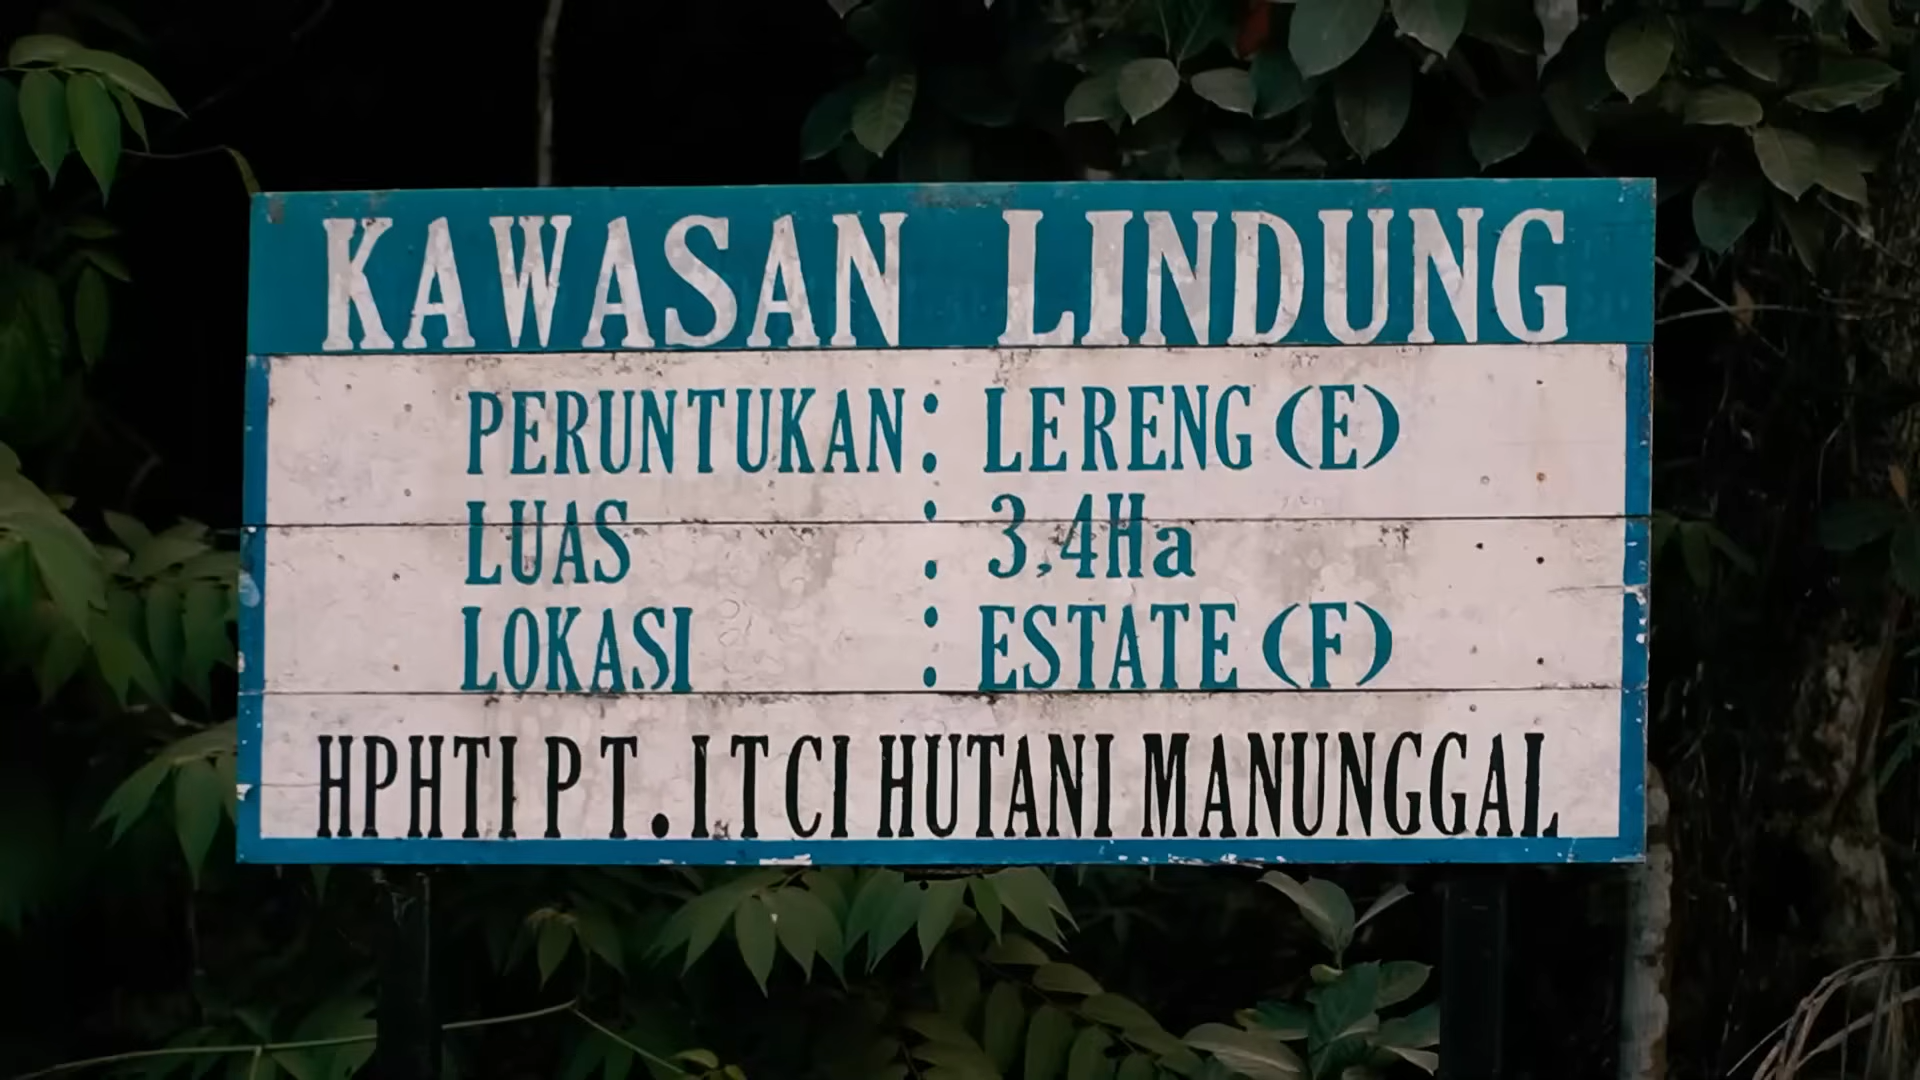 KAWASAN LINDUNG
PERUNTUKAN : LERENG (E)
LUAS : 3,4Ha
LOKASI : ESTATE (F)
HPHTI PT. ITCI HUTANI MANUNGGAL